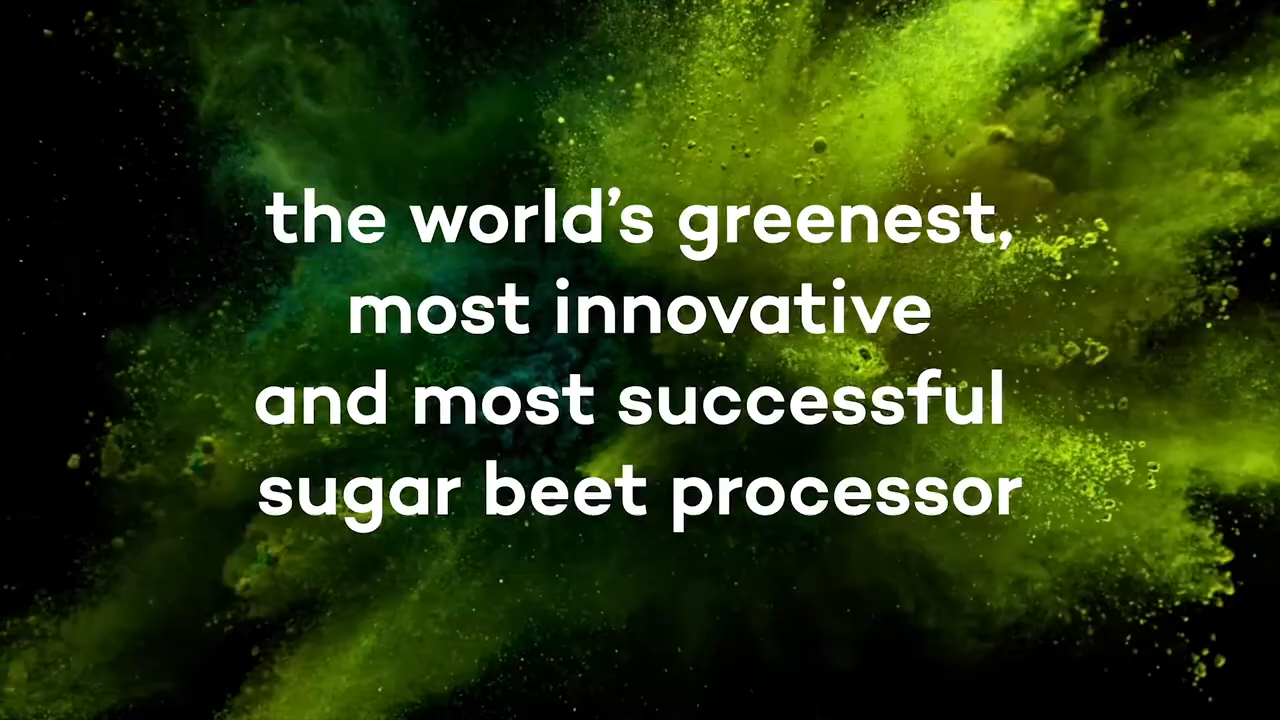 the world’s greenest,
most innovative
and most successful
sugar beet processor